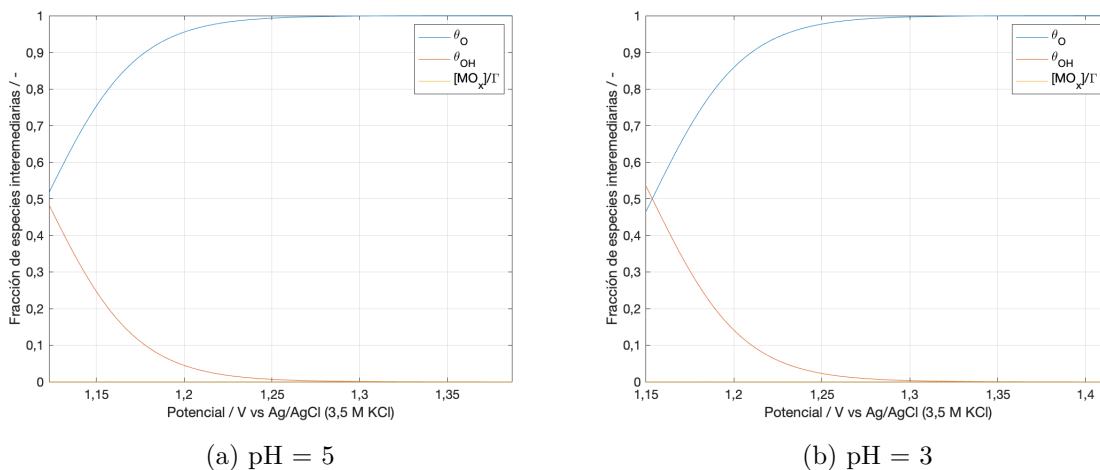 Fracción de especies interemediarias / -
1
0,9
0,8
0,7
0,6
0,5
0,4
0,3
0,2
0,1
0
θO
θOH
[MOx]/Γ
1,15 1,2 1,25 1,3 1,35
Potencial / V vs Ag/AgCl (3,5 M KCl)
(a) pH = 5
Fracción de especies interemediarias / -
1
0,9
0,8
0,7
0,6
0,5
0,4
0,3
0,2
0,1
0
θO
θOH
[MOx]/Γ
1,15 1,2 1,25 1,3 1,35 1,4
Potencial / V vs Ag/AgCl (3,5 M KCl)
(b) pH = 3